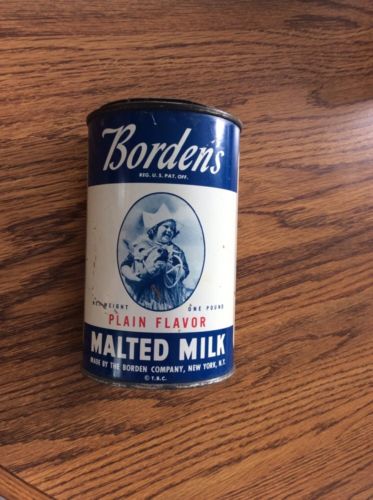 Borden's
REG. U.S. PAT. OFF.
NET WEIGHT ONE POUND
PLAIN FLAVOR
MALTED MILK
MADE BY THE BORDEN COMPANY, NEW YORK, N.Y.
© T.B.C.